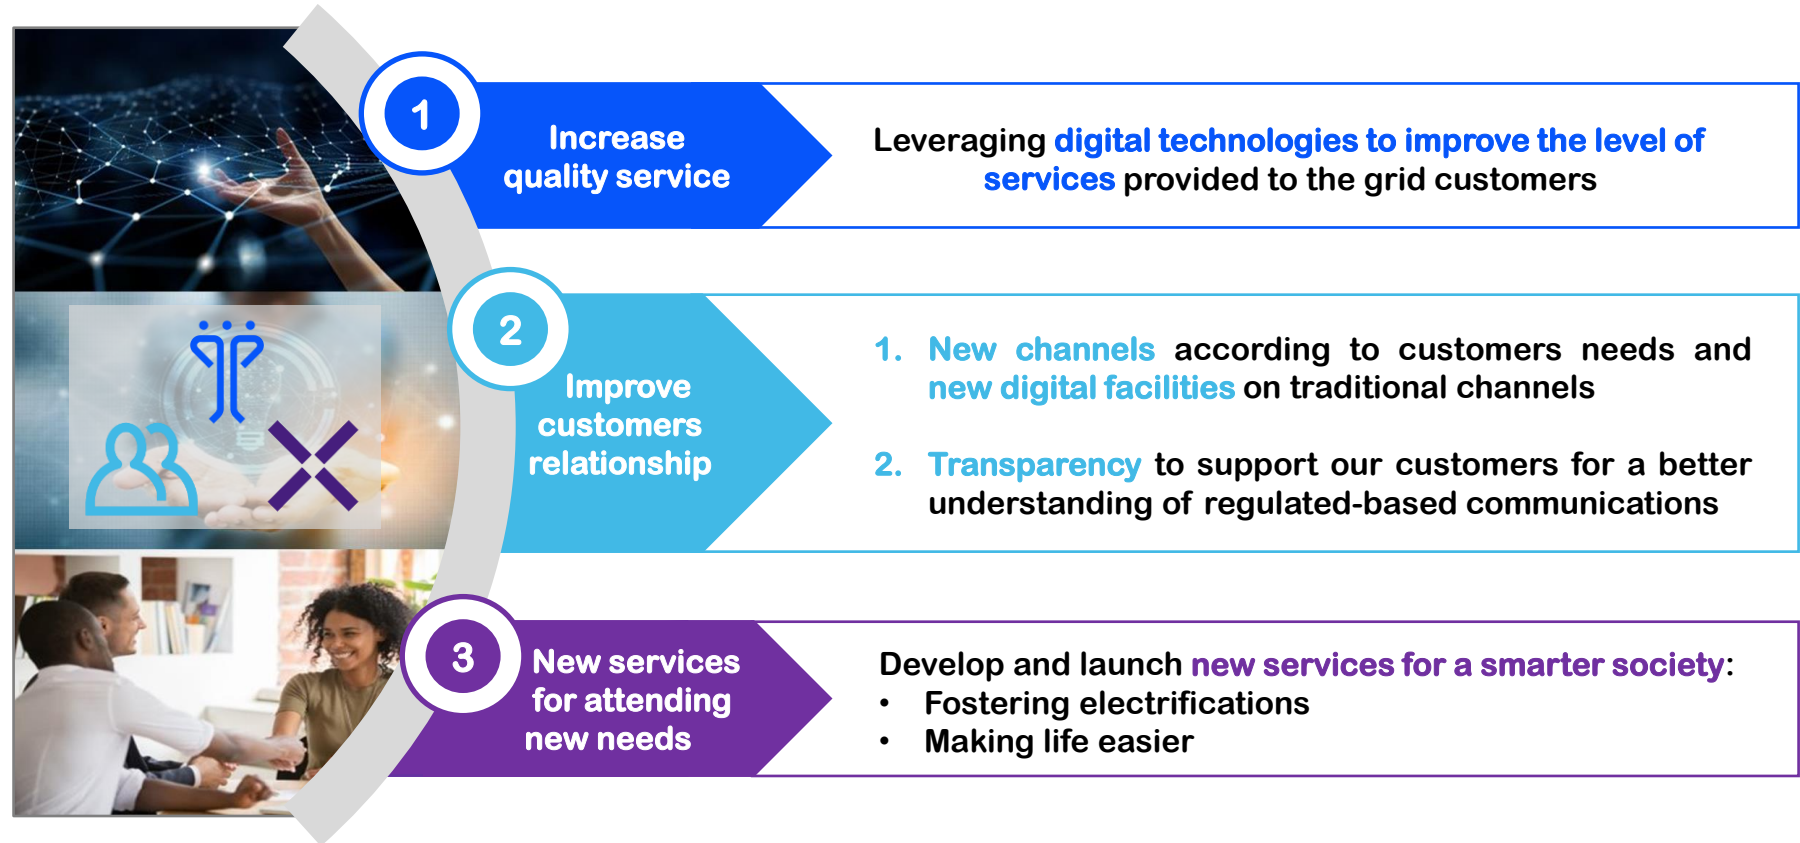 1
Increase
quality service
Leveraging digital technologies to improve the level of
services provided to the grid customers
2
Improve
customers
relationship
1. New channels according to customers needs and
new digital facilities on traditional channels
2. Transparency to support our customers for a better
understanding of regulated-based communications
3
New services
for attending
new needs
Develop and launch new services for a smarter society:
• Fostering electrifications
• Making life easier